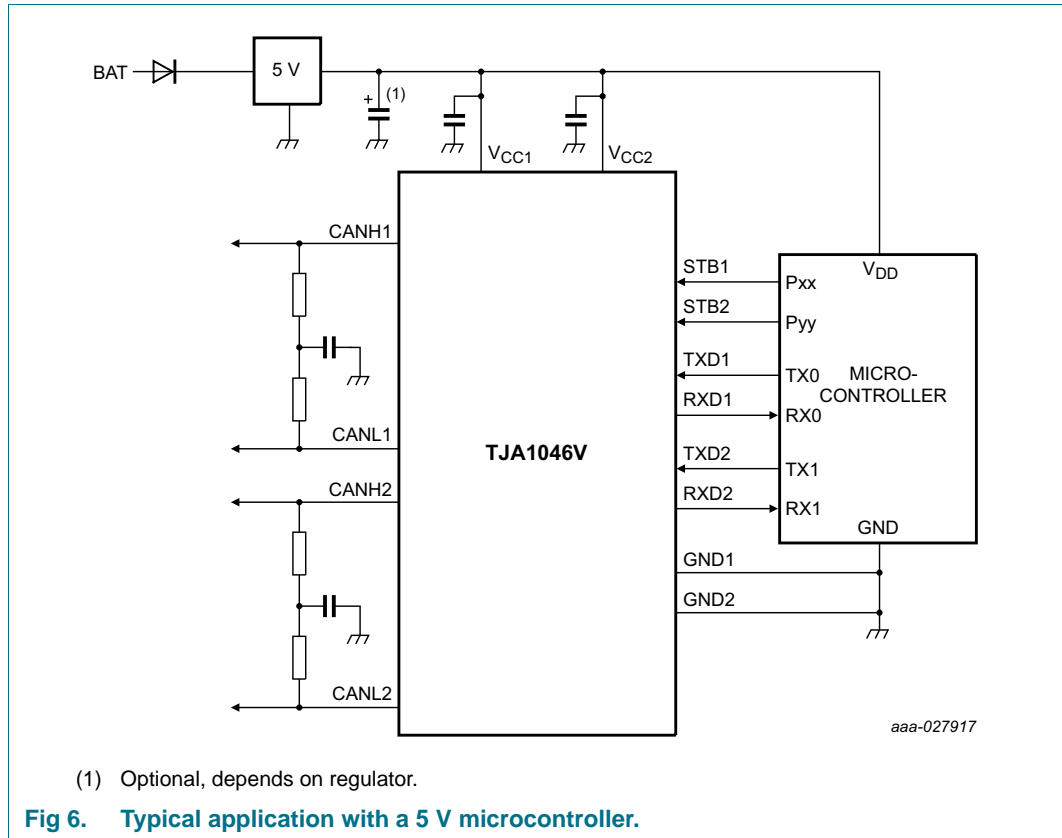 BAT
5 V
+
(1)
VCC1
VCC2
CANH1
CANL1
CANH2
CANL2
TJA1046V
STB1
STB2
TXD1
RXD1
TXD2
RXD2
GND1
GND2
VDD
Pxx
Pyy
TX0
RX0
TX1
RX1
MICRO-
CONTROLLER
GND
aaa-027917
(1) Optional, depends on regulator.
Fig 6. Typical application with a 5 V microcontroller.